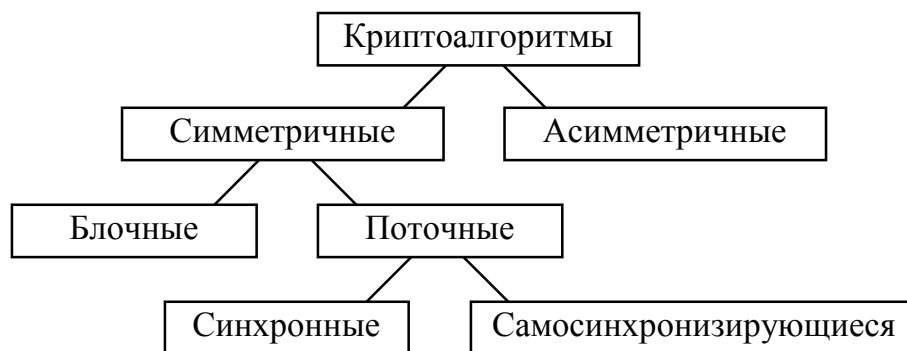 Криптоалгоритмы
Симметричные
Асимметричные
Блочные
Поточные
Синхронные
Самосинхронизирующиеся